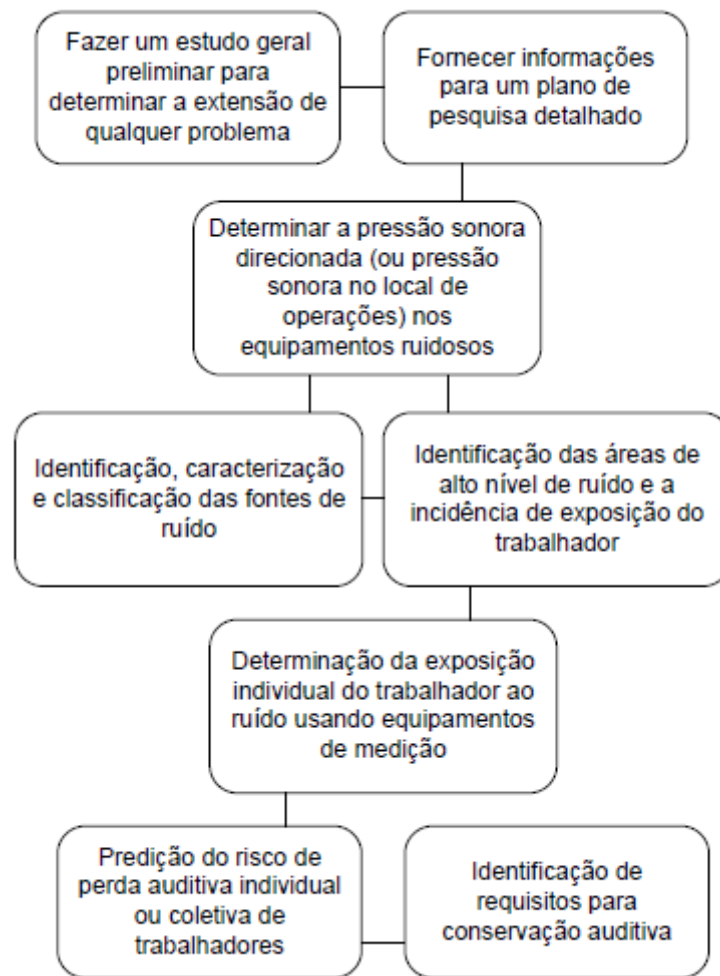 Fazer um estudo geral
preliminar para
determinar a extensão de
qualquer problema
Fornecer informações
para um plano de
pesquisa detalhado
Determinar a pressão sonora
direcionada (ou pressão
sonora no local de
operações) nos
equipamentos ruidosos
Identificação, caracterização
e classificação das fontes de
ruído
Identificação das áreas de
alto nível de ruído e a
incidência de exposição do
trabalhador
Determinação da exposição
individual do trabalhador ao
ruído usando equipamentos
de medição
Predição do risco de
perda auditiva individual
ou coletiva de
trabalhadores
Identificação de
requisitos para
conservação auditiva